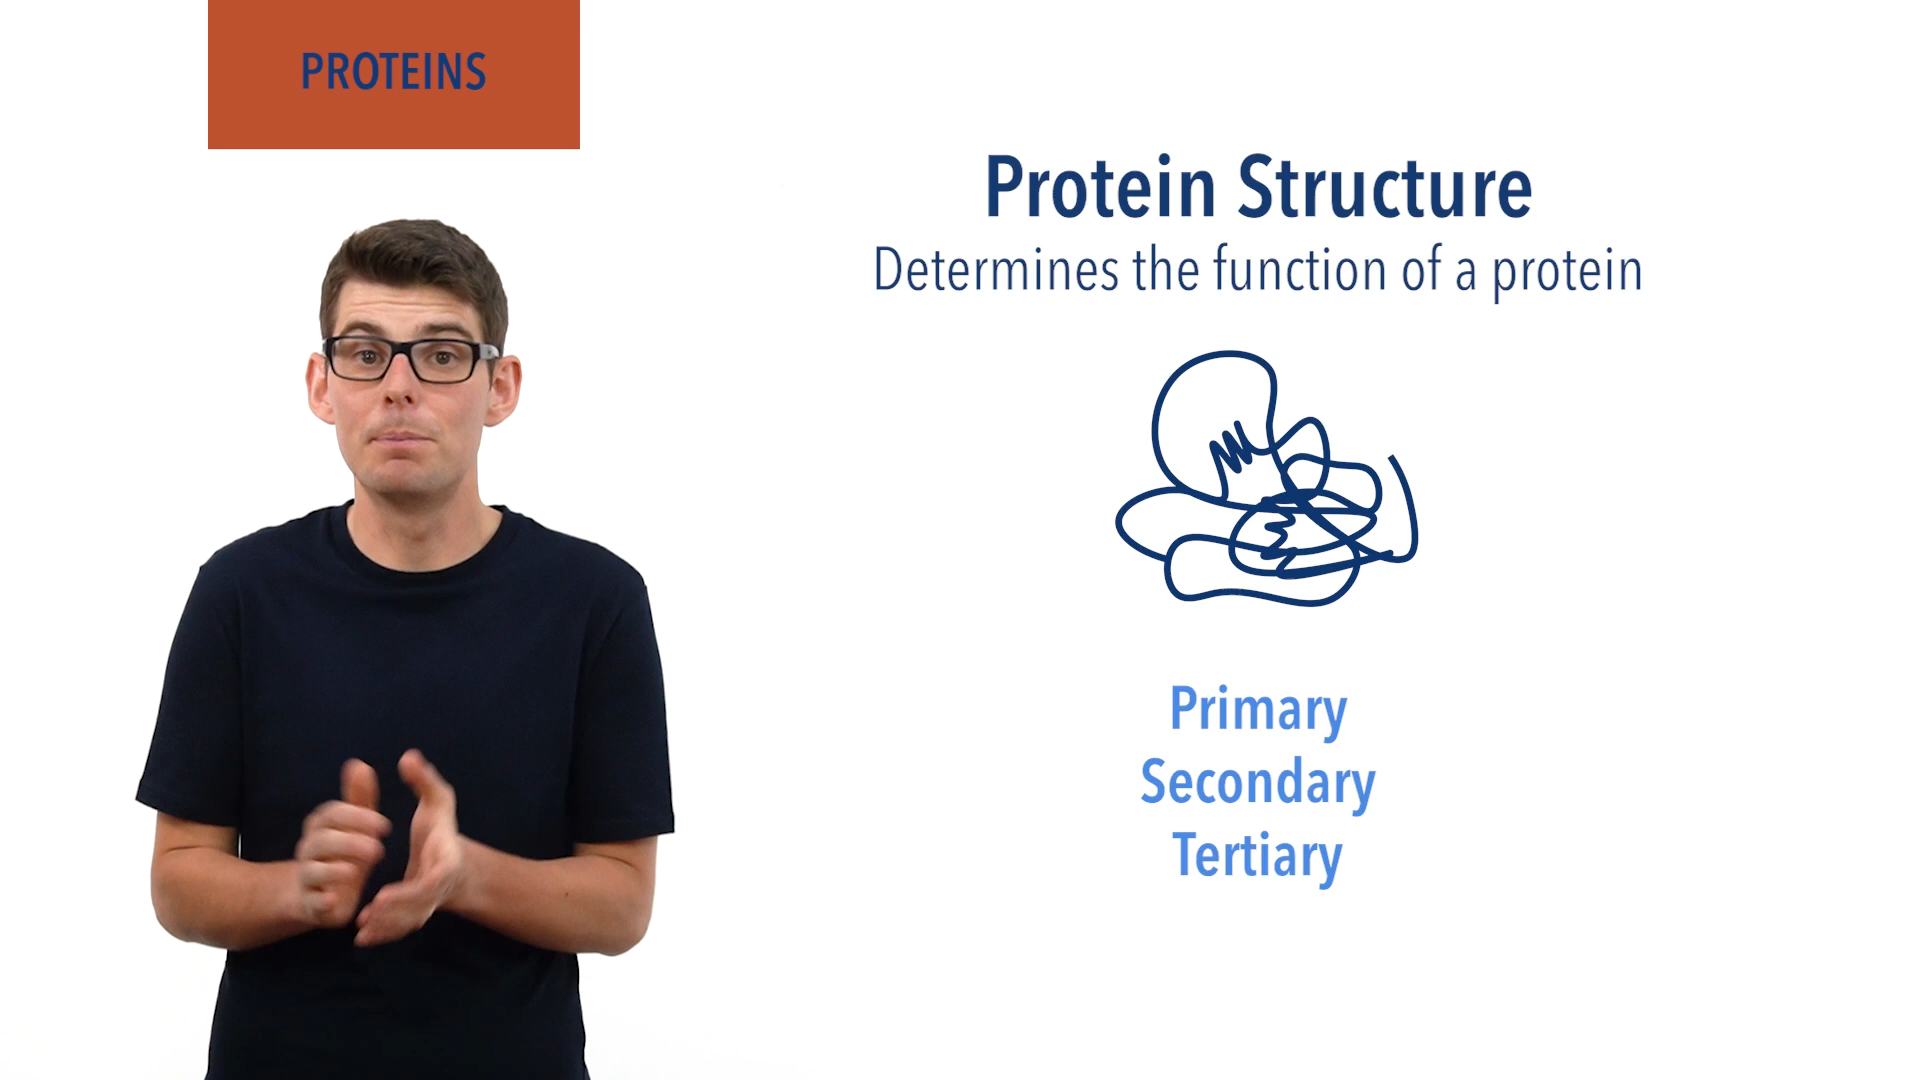 PROTEINS
Protein Structure
Determines the function of a protein
Primary
Secondary
Tertiary